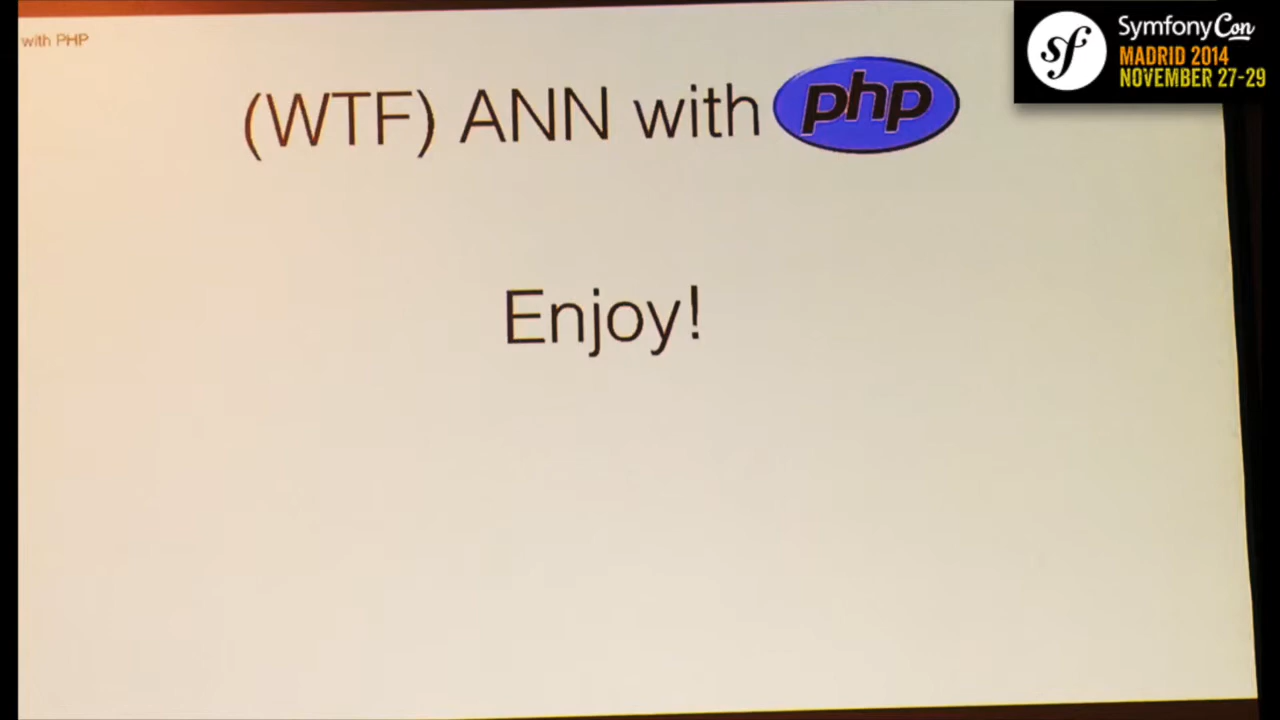 with PHP
SymfonyCon
MADRID 2014
NOVEMBER 27-29
(WTF) ANN with php
Enjoy!